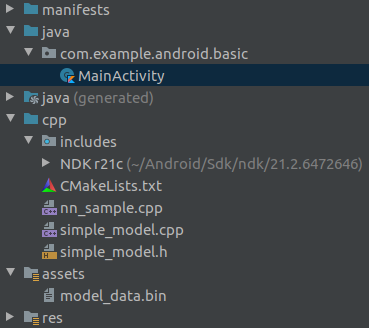 manifests
java
com.example.android.basic
MainActivity
java (generated)
cpp
includes
NDK r21c (~/Android/Sdk/ndk/21.2.6472646)
CMakeLists.txt
nn_sample.cpp
simple_model.cpp
simple_model.h
assets
model_data.bin
res